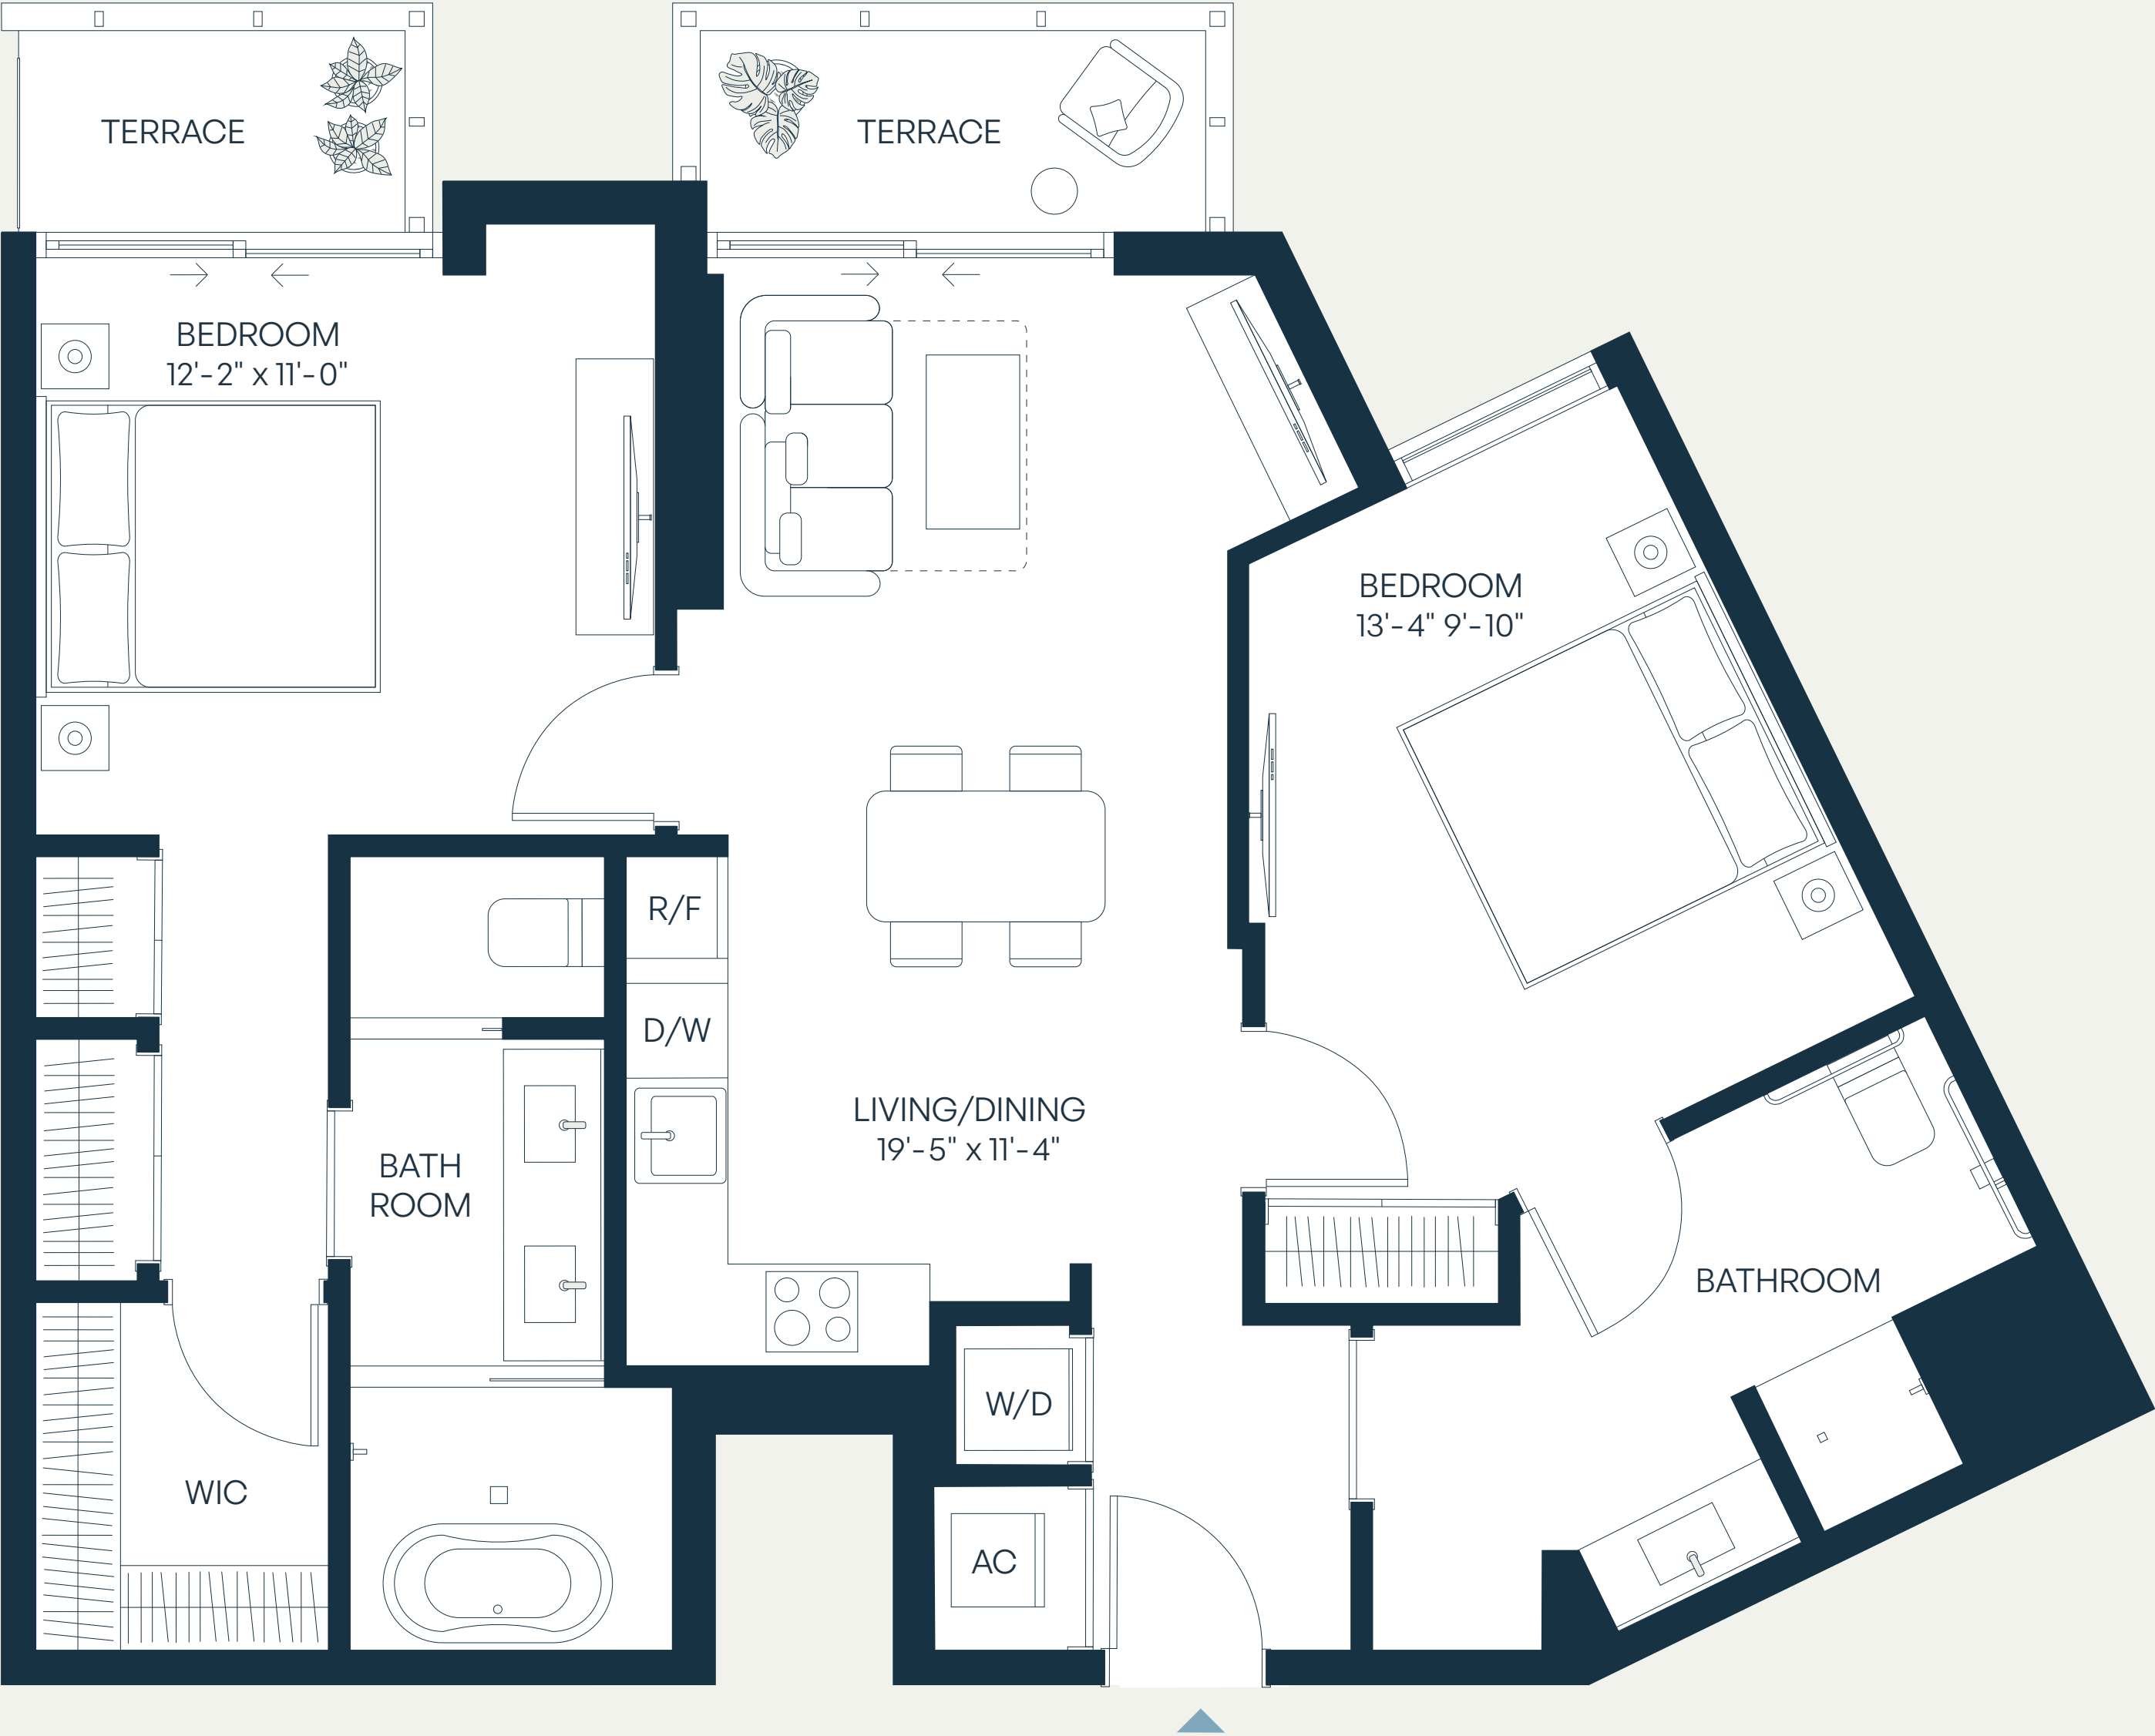 TERRACE
TERRACE
BEDROOM
12'-2" x 11'-0"
BEDROOM
13'-4" 9'-10"
R/F
D/W
LIVING/DINING
19'-5" x 11'-4"
BATH
ROOM
BATHROOM
W/D
WIC
AC